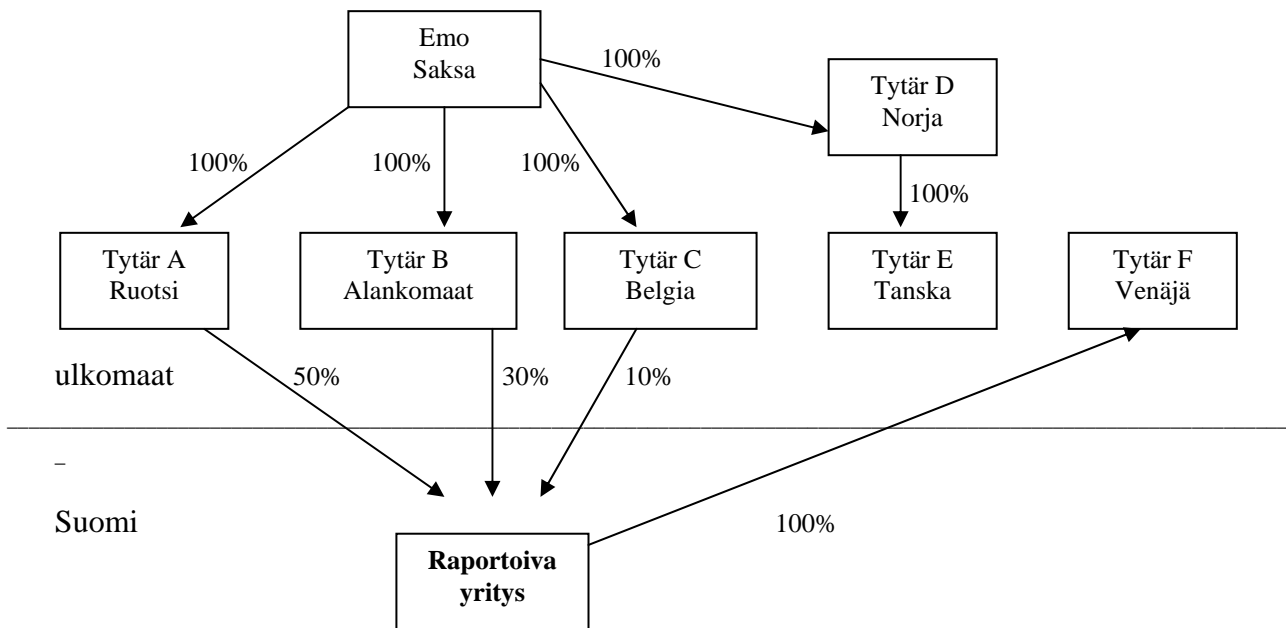 Emo
Saksa
100%
Tytär D
Norja
100%
100%
100%
100%
Tytär A
Ruotsi
Tytär B
Alankomaat
Tytär C
Belgia
Tytär E
Tanska
Tytär F
Venäjä
ulkomaat
50%
30%
10%
Suomi
100%
Raportoiva
yritys